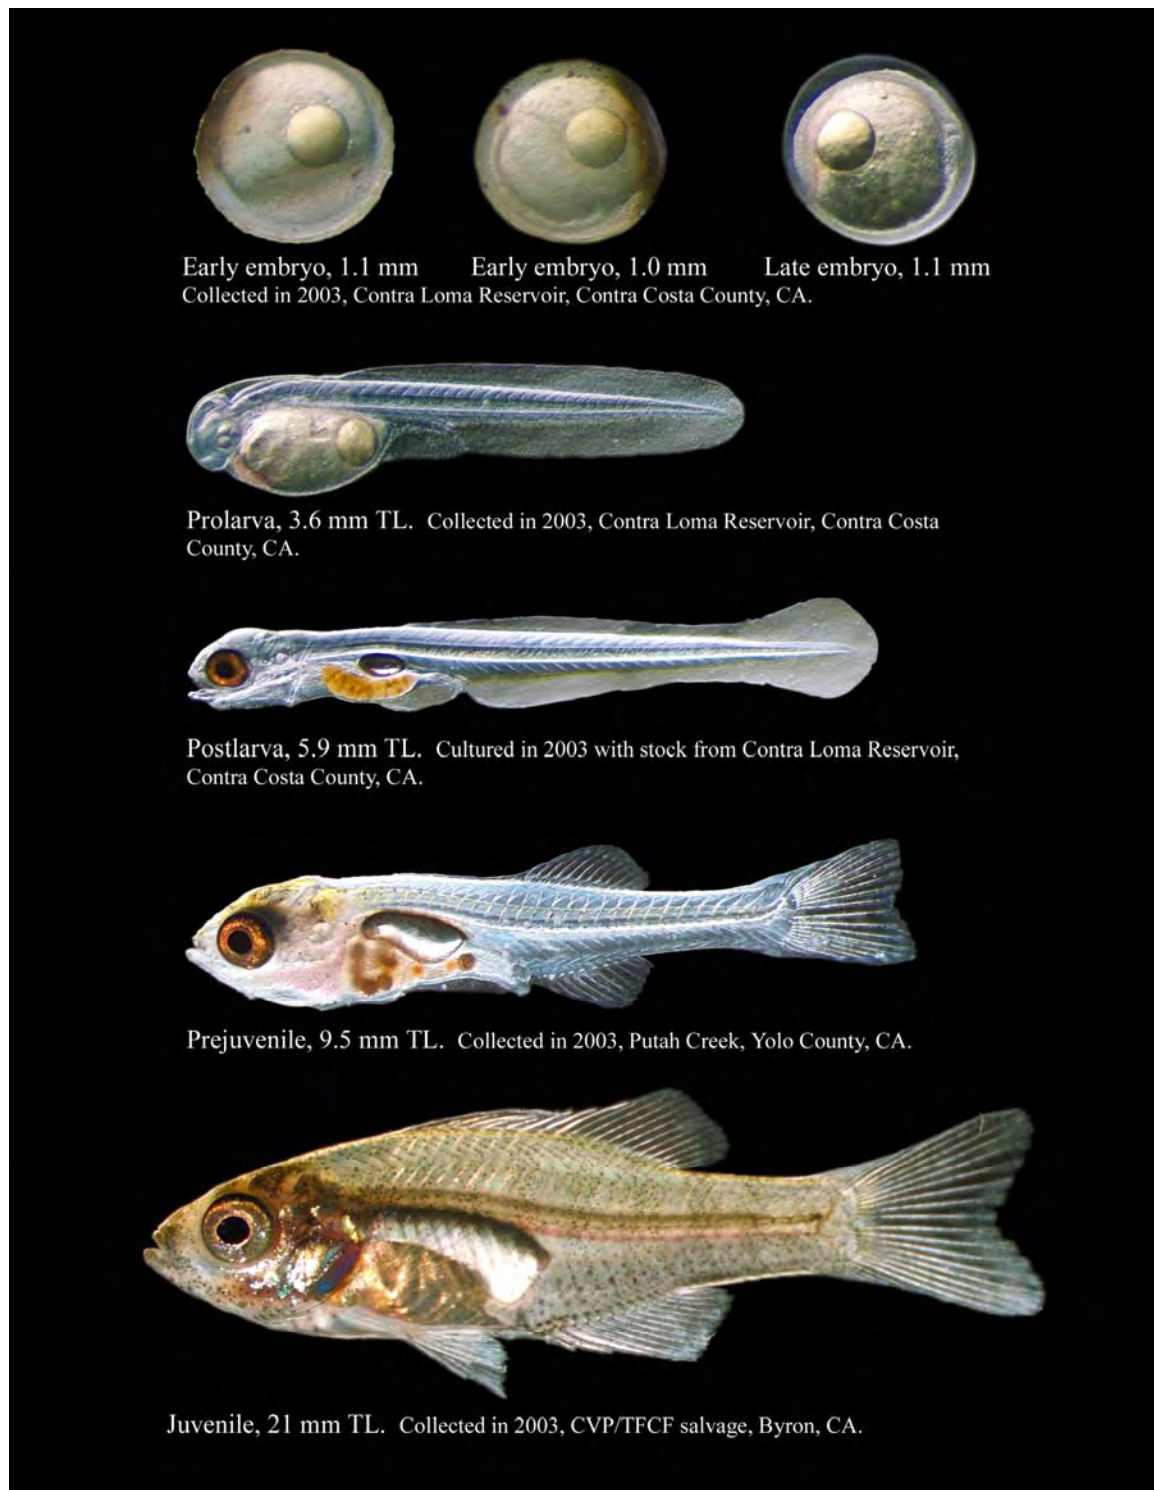 Early embryo, 1.1 mm Early embryo, 1.0 mm Late embryo, 1.1 mm
Collected in 2003, Contra Loma Reservoir, Contra Costa County, CA.
Prolarva, 3.6 mm TL. Collected in 2003, Contra Loma Reservoir, Contra Costa
County, CA.
Postlarva, 5.9 mm TL. Cultured in 2003 with stock from Contra Loma Reservoir,
Contra Costa County, CA.
Prejuvenile, 9.5 mm TL. Collected in 2003, Putah Creek, Yolo County, CA.
Juvenile, 21 mm TL. Collected in 2003, CVP/TFCF salvage, Byron, CA.